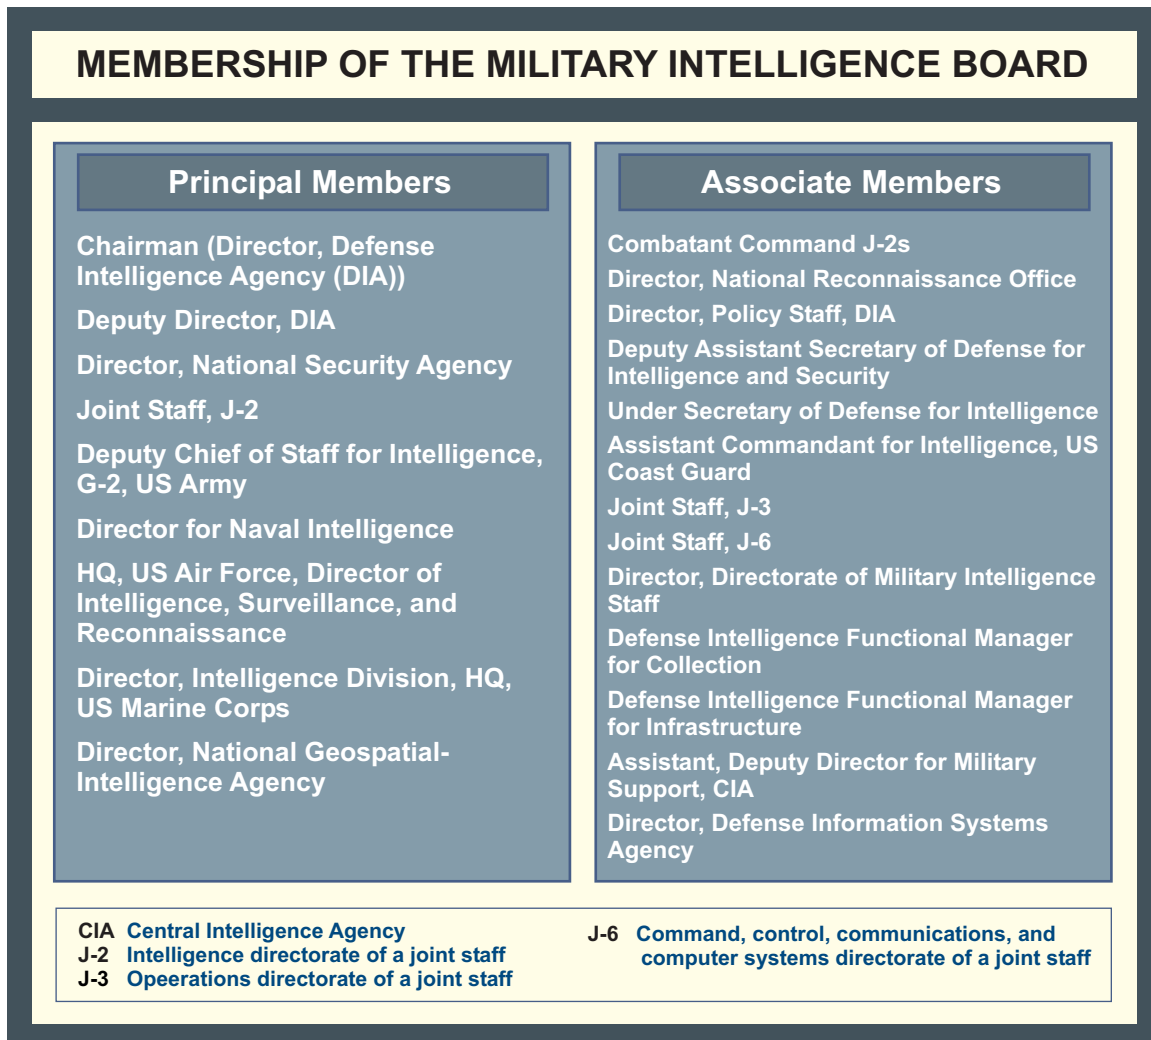 MEMBERSHIP OF THE MILITARY INTELLIGENCE BOARD
Principal Members
Chairman (Director, Defense
Intelligence Agency (DIA))
Deputy Director, DIA
Director, National Security Agency
Joint Staff, J-2
Deputy Chief of Staff for Intelligence,
G-2, US Army
Director for Naval Intelligence
HQ, US Air Force, Director of
Intelligence, Surveillance, and
Reconnaissance
Director, Intelligence Division, HQ,
US Marine Corps
Director, National Geospatial-
Intelligence Agency
Associate Members
Combatant Command J-2s
Director, National Reconnaissance Office
Director, Policy Staff, DIA
Deputy Assistant Secretary of Defense for
Intelligence and Security
Under Secretary of Defense for Intelligence
Assistant Commandant for Intelligence, US
Coast Guard
Joint Staff, J-3
Joint Staff, J-6
Director, Directorate of Military Intelligence
Staff
Defense Intelligence Functional Manager
for Collection
Defense Intelligence Functional Manager
for Infrastructure
Assistant, Deputy Director for Military
Support, CIA
Director, Defense Information Systems
Agency
CIA Central Intelligence Agency
J-2 Intelligence directorate of a joint staff
J-3 Opeerations directorate of a joint staff
J-6 Command, control, communications, and
computer systems directorate of a joint staff